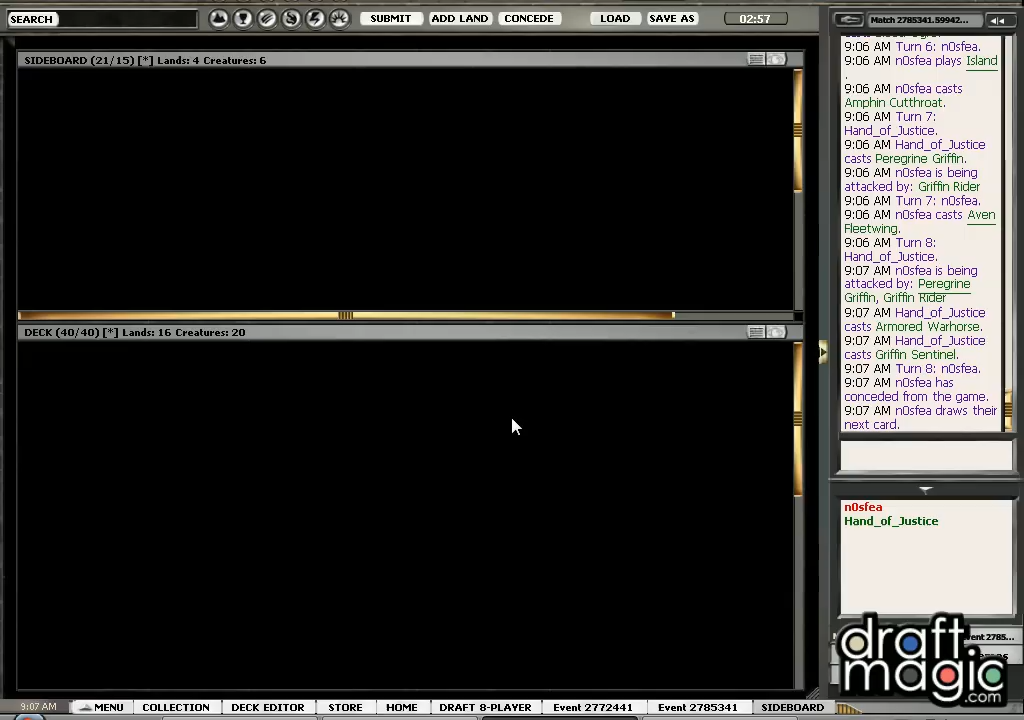 SEARCH
SUBMIT
ADD LAND
CONCEDE
LOAD
SAVE AS
02:57
Match 2785341.59942...
SIDEBOARD (21/15) [*] Lands: 4 Creatures: 6
9:06 AM Turn 6: n0sfea.
9:06 AM n0sfea plays Island
.
9:06 AM n0sfea casts
Amphin Cutthroat.
9:06 AM Turn 7:
Hand_of_Justice.
9:06 AM Hand_of_Justice
casts Peregrine Griffin.
9:06 AM n0sfea is being
attacked by: Griffin Rider
9:06 AM Turn 7: n0sfea.
9:06 AM n0sfea casts Aven
Fleetwing.
9:06 AM Turn 8:
Hand_of_Justice.
9:07 AM n0sfea is being
attacked by: Peregrine
Griffin, Griffin Rider
9:07 AM Hand_of_Justice
casts Armored Warhorse.
9:07 AM Hand_of_Justice
casts Griffin Sentinel.
9:07 AM Turn 8: n0sfea.
9:07 AM n0sfea has
conceded from the game.
9:07 AM n0sfea draws their
next card.
DECK (40/40) [*] Lands: 16 Creatures: 20
n0sfea
Hand_of_Justice
draft
magic
.com
9:07 AM
MENU
COLLECTION
DECK EDITOR
STORE
HOME
DRAFT 8-PLAYER
Event 2772441
Event 2785341
SIDEBOARD